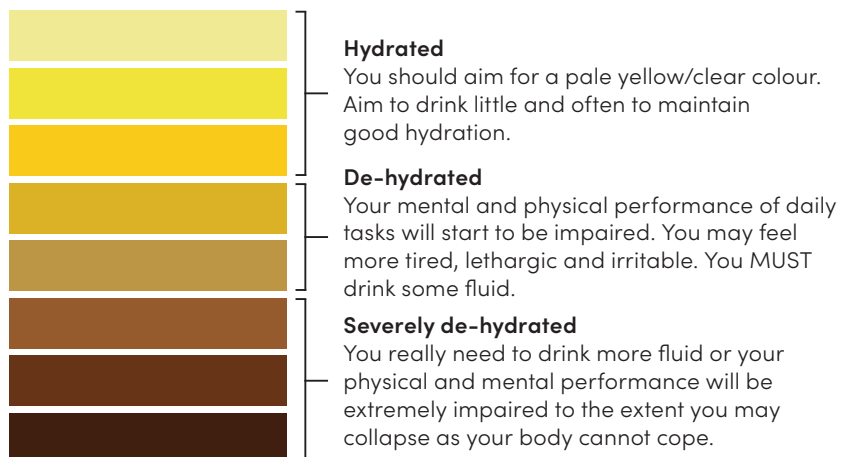 Hydrated
You should aim for a pale yellow/clear colour.
Aim to drink little and often to maintain
good hydration.
De-hydrated
Your mental and physical performance of daily
tasks will start to be impaired. You may feel
more tired, lethargic and irritable. You MUST
drink some fluid.
Severely de-hydrated
You really need to drink more fluid or your
physical and mental performance will be
extremely impaired to the extent you may
collapse as your body cannot cope.